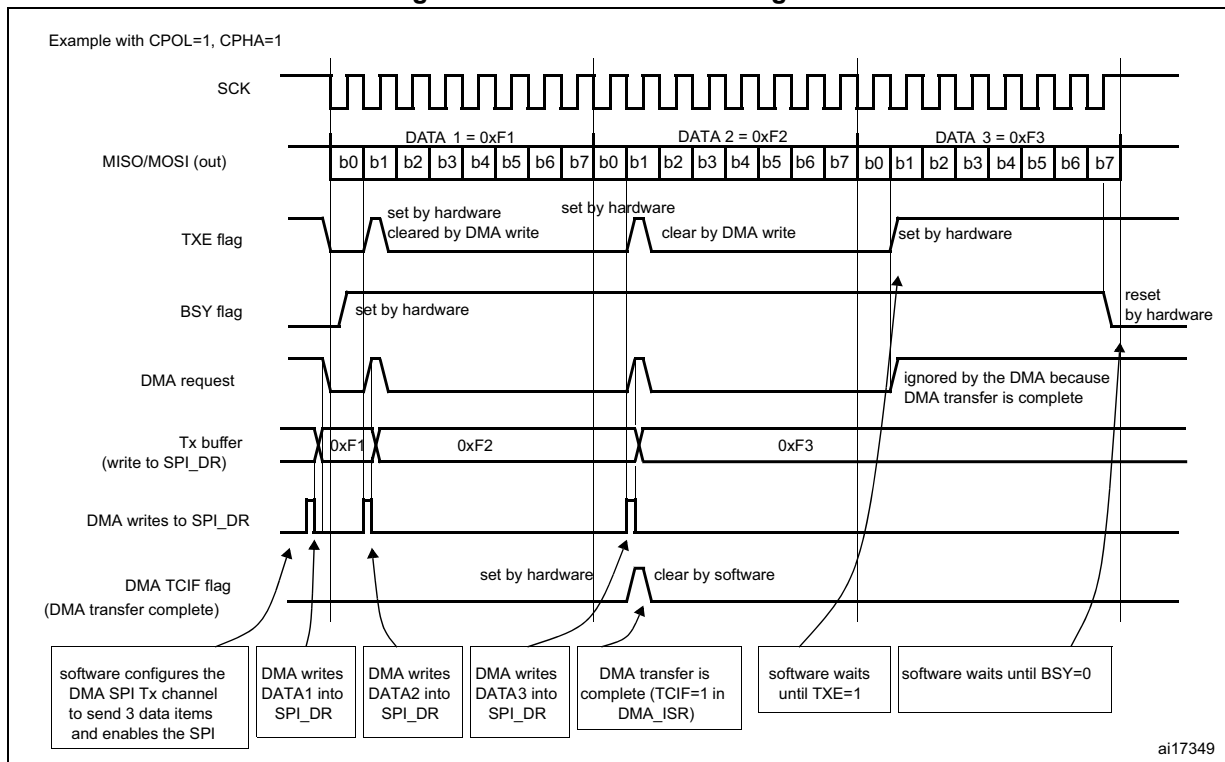 Example with CPOL=1, CPHA=1
SCK
DATA 1 = 0xF1
DATA 2 = 0xF2
DATA 3 = 0xF3
MISO/MOSI (out)
b0 b1 b2 b3 b4 b5 b6 b7 b0 b1 b2 b3 b4 b5 b6 b7 b0 b1 b2 b3 b4 b5 b6 b7
TXE flag
set by hardware
cleared by DMA write
set by hardware
clear by DMA write
set by hardware
BSY flag
set by hardware
reset
by hardware
DMA request
ignored by the DMA because
DMA transfer is complete
Tx buffer
(write to SPI_DR)
0xF1
0xF2
0xF3
DMA writes to SPI_DR
DMA TCIF flag
(DMA transfer complete)
set by hardware
clear by software
software configures the
DMA SPI Tx channel
to send 3 data items
and enables the SPI
DMA writes
DATA1 into
SPI_DR
DMA writes
DATA2 into
SPI_DR
DMA writes
DATA3 into
SPI_DR
DMA transfer is
complete (TCIF=1 in
DMA_ISR)
software waits
until TXE=1
software waits until BSY=0
ai17349